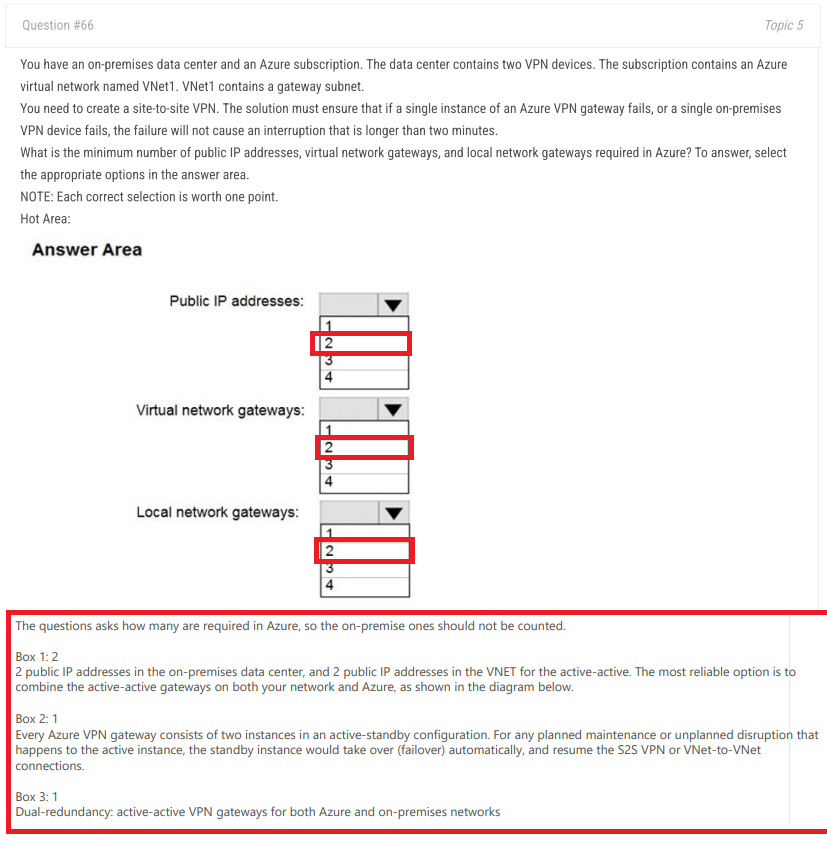 Question #66
Topic 5
You have an on-premises data center and an Azure subscription. The data center contains two VPN devices. The subscription contains an Azure
virtual network named VNet1. VNet1 contains a gateway subnet.
You need to create a site-to-site VPN. The solution must ensure that if a single instance of an Azure VPN gateway fails, or a single on-premises
VPN device fails, the failure will not cause an interruption that is longer than two minutes.
What is the minimum number of public IP addresses, virtual network gateways, and local network gateways required in Azure? To answer, select
the appropriate options in the answer area.
NOTE: Each correct selection is worth one point.
Hot Area:
Answer Area
Public IP addresses:
1
2
3
4
Virtual network gateways:
1
2
3
4
Local network gateways:
1
2
3
4
The questions asks how many are required in Azure, so the on-premise ones should not be counted.
Box 1: 2
2 public IP addresses in the on-premises data center, and 2 public IP addresses in the VNET for the active-active. The most reliable option is to
combine the active-active gateways on both your network and Azure, as shown in the diagram below.
Box 2: 1
Every Azure VPN gateway consists of two instances in an active-standby configuration. For any planned maintenance or unplanned disruption that
happens to the active instance, the standby instance would take over (failover) automatically, and resume the S2S VPN or VNet-to-VNet
connections.
Box 3: 1
Dual-redundancy: active-active VPN gateways for both Azure and on-premises networks